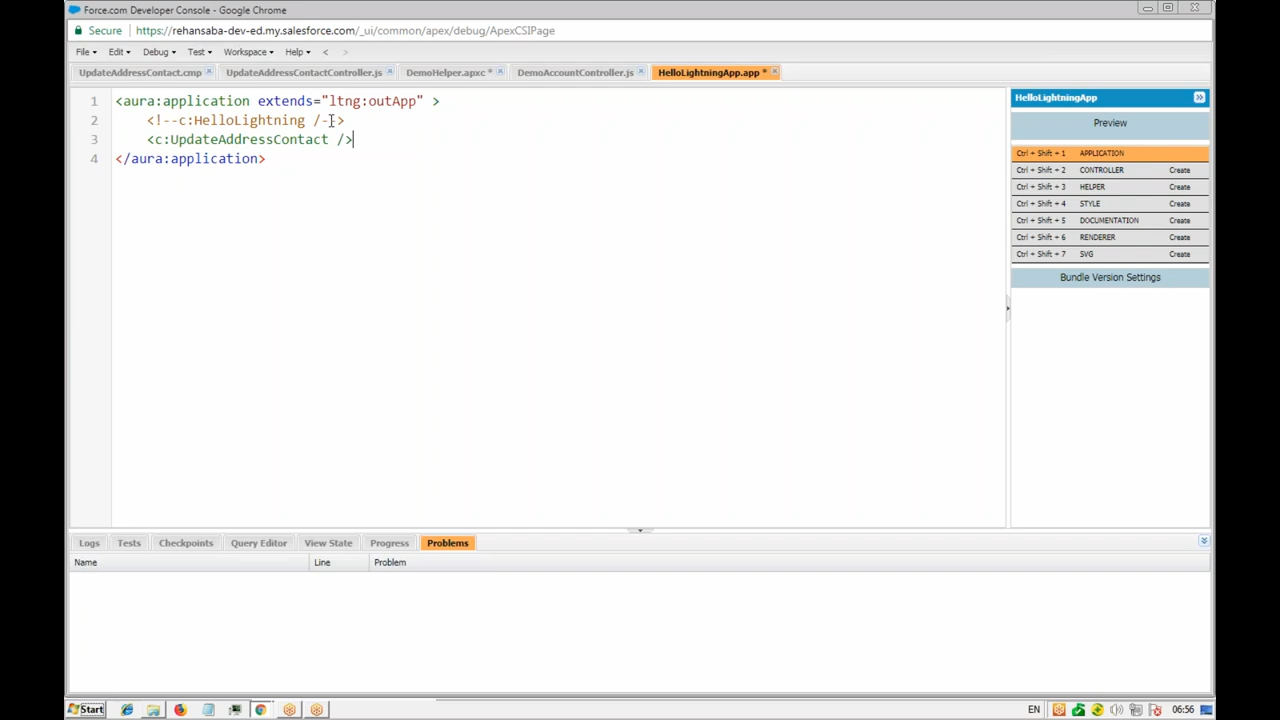 Force.com Developer Console - Google Chrome
Secure https://rehansaba-dev-ed.my.salesforce.com/_ui/common/apex/debug/ApexCSIPage
File Edit Debug Test Workspace Help < >
UpdateAddressContact.cmp UpdateAddressContactController.js DemoHelper.apxc * DemoAccountController.js HelloLightningApp.app *
1 <aura:application extends="ltng:outApp" >
2 <!--c:HelloLightning /-->
3 <c:UpdateAddressContact />
4 </aura:application>
HelloLightningApp
Preview
Ctrl + Shift + 1 APPLICATION
Ctrl + Shift + 2 CONTROLLER Create
Ctrl + Shift + 3 HELPER Create
Ctrl + Shift + 4 STYLE Create
Ctrl + Shift + 5 DOCUMENTATION Create
Ctrl + Shift + 6 RENDERER Create
Ctrl + Shift + 7 SVG Create
Bundle Version Settings
Logs Tests Checkpoints Query Editor View State Progress Problems
Name Line Problem
Start EN 06:56